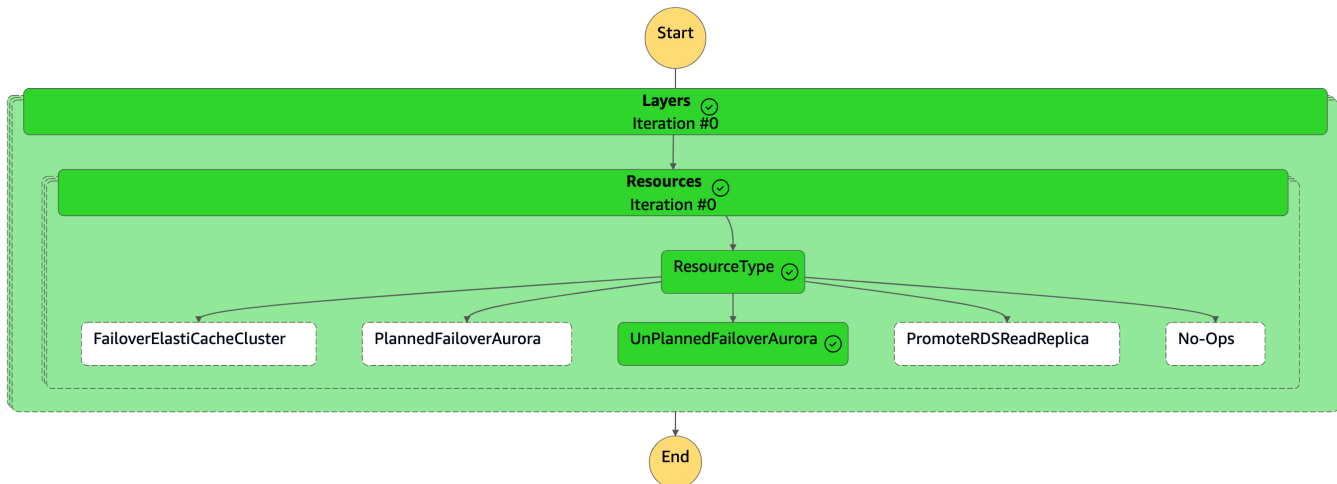 Start
Layers
Iteration #0
Resources
Iteration #0
ResourceType
FailoverElastiCacheCluster
PlannedFailoverAurora
UnPlannedFailoverAurora
PromoteRDSReadReplica
No-Ops
End